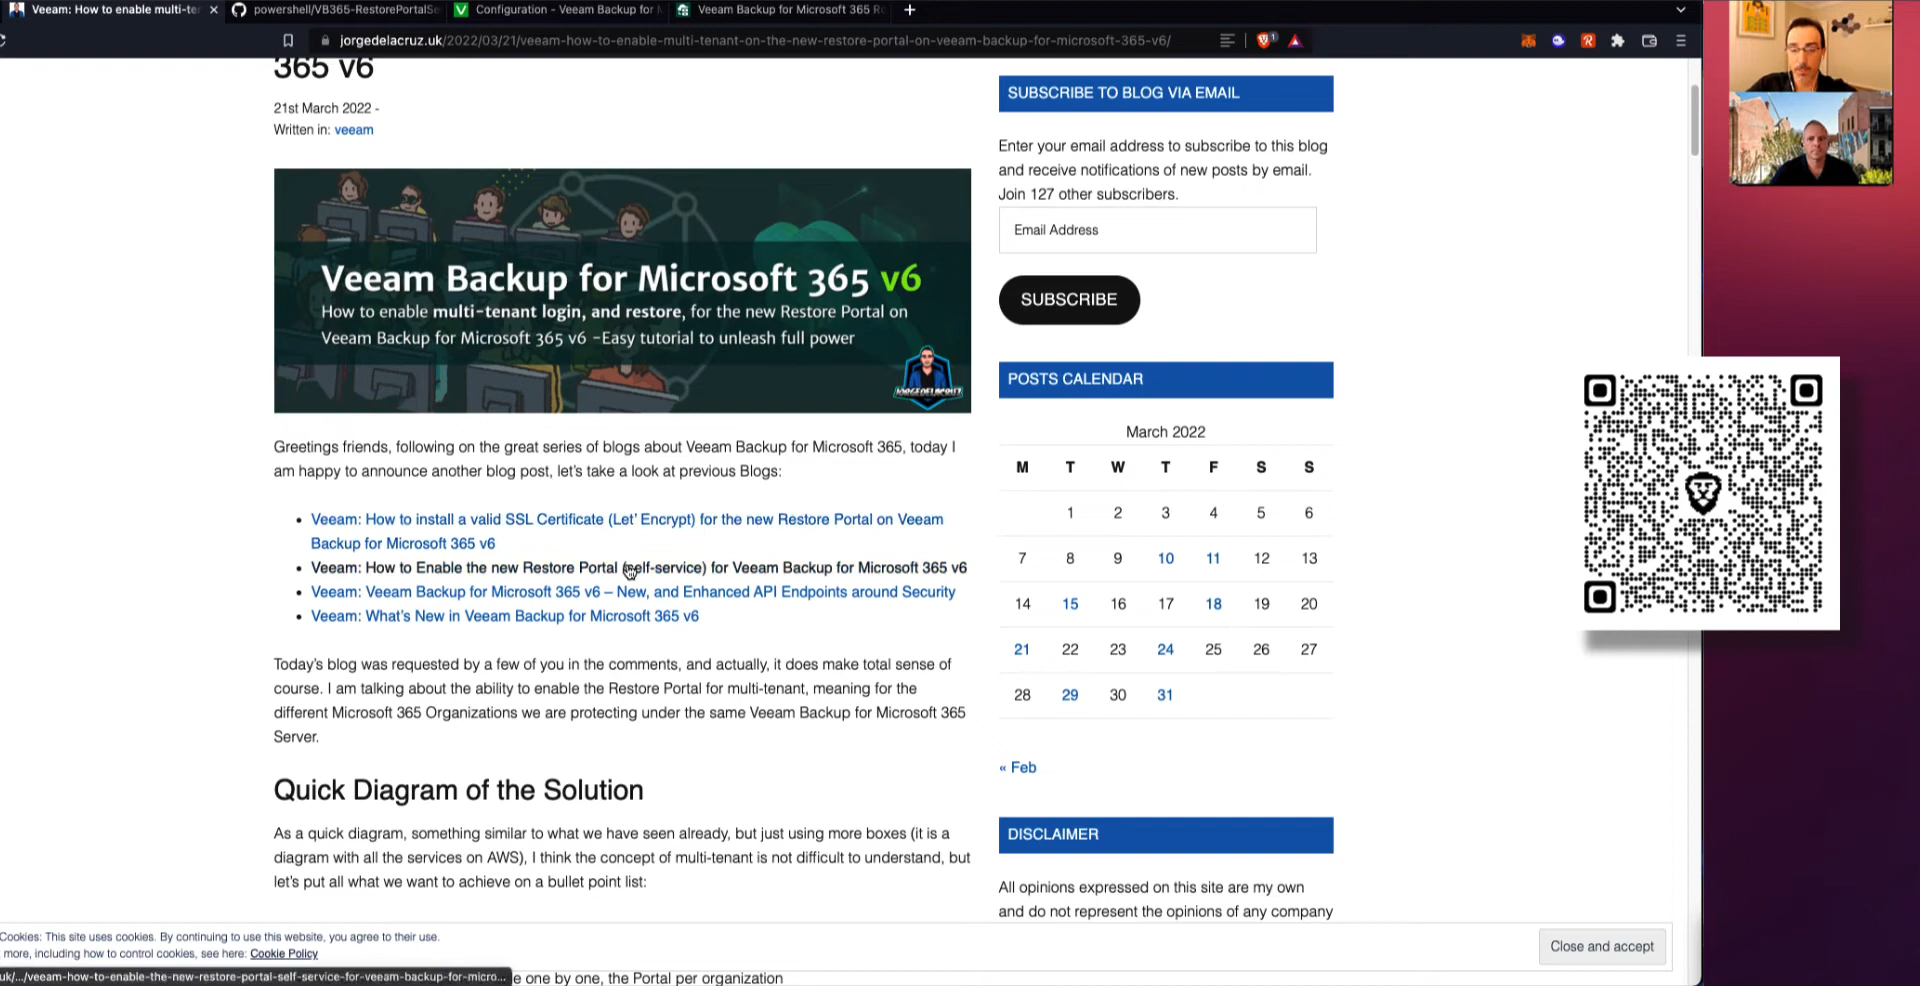 Veeam: How to enable multi-te
powershell/VB365-RestorePortalSe
Configuration - Veeam Backup for
Veeam Backup for Microsoft 365 R
jorgedelacruz.uk/2022/03/21/veeam-how-to-enable-multi-tenant-on-the-new-restore-portal-on-veeam-backup-for-microsoft-365-v6/
365 v6
21st March 2022 -
Written in: veeam
Veeam Backup for Microsoft 365 v6
How to enable multi-tenant login, and restore, for the new Restore Portal on
Veeam Backup for Microsoft 365 v6 -Easy tutorial to unleash full power
JORGEDELACRUZ
Greetings friends, following on the great series of blogs about Veeam Backup for Microsoft 365, today I
am happy to announce another blog post, let's take a look at previous Blogs:
• Veeam: How to install a valid SSL Certificate (Let' Encrypt) for the new Restore Portal on Veeam
Backup for Microsoft 365 v6
• Veeam: How to Enable the new Restore Portal (self-service) for Veeam Backup for Microsoft 365 v6
• Veeam: Veeam Backup for Microsoft 365 v6 – New, and Enhanced API Endpoints around Security
• Veeam: What's New in Veeam Backup for Microsoft 365 v6
Today's blog was requested by a few of you in the comments, and actually, it does make total sense of
course. I am talking about the ability to enable the Restore Portal for multi-tenant, meaning for the
different Microsoft 365 Organizations we are protecting under the same Veeam Backup for Microsoft 365
Server.
Quick Diagram of the Solution
As a quick diagram, something similar to what we have seen already, but just using more boxes (it is a
diagram with all the services on AWS), I think the concept of multi-tenant is not difficult to understand, but
let's put all what we want to achieve on a bullet point list:
e one by one, the Portal per organization
SUBSCRIBE TO BLOG VIA EMAIL
Enter your email address to subscribe to this blog
and receive notifications of new posts by email.
Join 127 other subscribers.
Email Address
SUBSCRIBE
POSTS CALENDAR
March 2022
M T W T F S S
1 2 3 4 5 6
7 8 9 10 11 12 13
14 15 16 17 18 19 20
21 22 23 24 25 26 27
28 29 30 31
« Feb
DISCLAIMER
All opinions expressed on this site are my own
and do not represent the opinions of any company
Cookies: This site uses cookies. By continuing to use this website, you agree to their use.
more, including how to control cookies, see here: Cookie Policy
Close and accept
uk/.../veeam-how-to-enable-the-new-restore-portal-self-service-for-veeam-backup-for-micro...